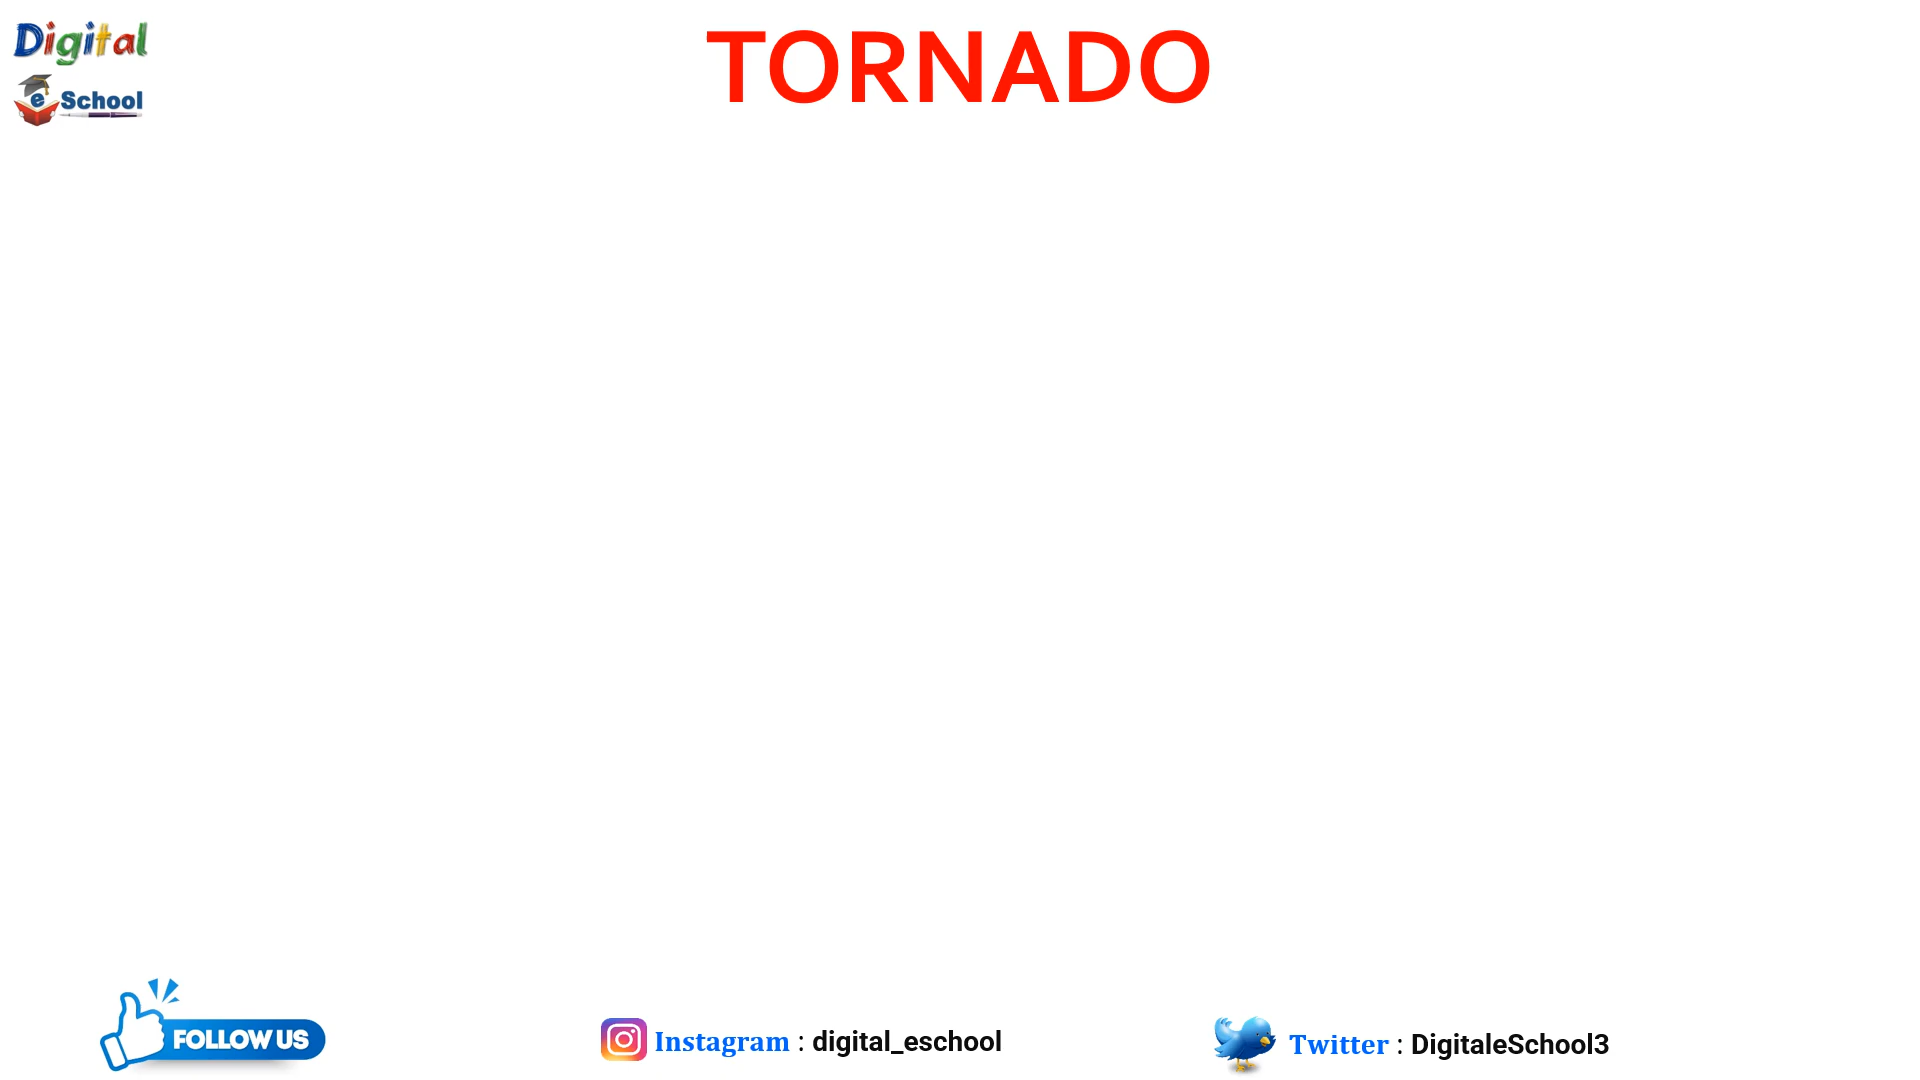 Digital
e School
TORNADO
FOLLOW US
Instagram : digital_eschool
Twitter : DigitaleSchool3